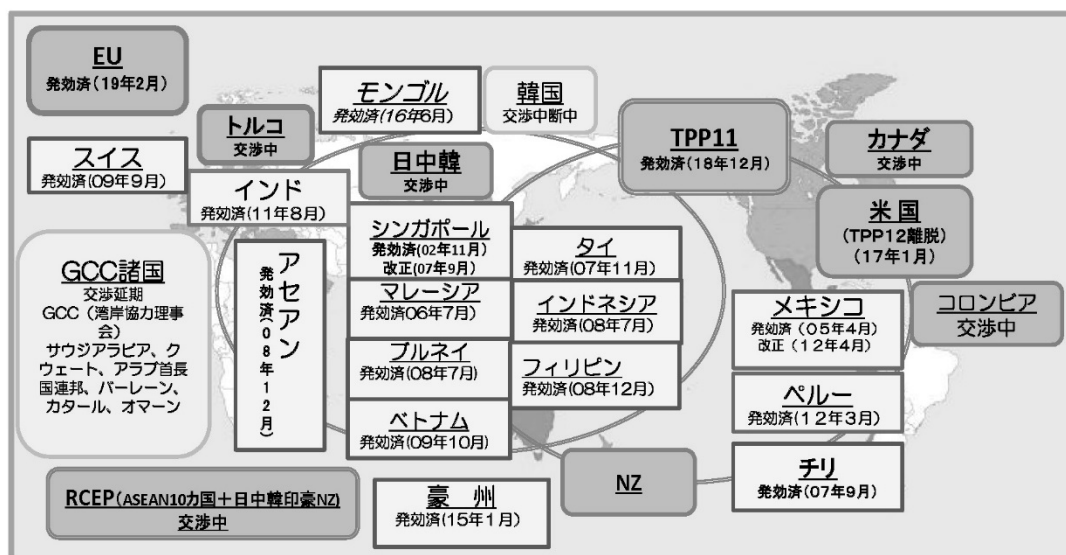 EU
発効済(19年2月)
モンゴル
発効済(16年6月)
韓国
交渉中断中
トルコ
交渉中
TPP11
発効済(18年12月)
カナダ
交渉中
スイス
発効済(09年9月)
日中韓
交渉中
インド
発効済(11年8月)
米国
(TPP12離脱)
(17年1月)
シンガポール
発効済(02年11月)
改正(07年9月)
タイ
発効済(07年11月)
GCC諸国
交渉延期
GCC(湾岸協力理事
会)
サウジアラビア、ク
ウェート、アラブ首長
国連邦、バーレーン、
カタール、オマーン
アセアン
発効済(08年12月)
マレーシア
発効済06年7月)
インドネシア
発効済(08年7月)
メキシコ
発効済(05年4月)
改正(12年4月)
コロンビア
交渉中
ブルネイ
発効済(08年7月)
フィリピン
発効済(08年12月)
ペルー
発効済(12年3月)
ベトナム
発効済(09年10月)
チリ
発効済(07年9月)
NZ
RCEP(ASEAN10カ国+日中韓印豪NZ)
交渉中
豪 州
発効済(15年1月)